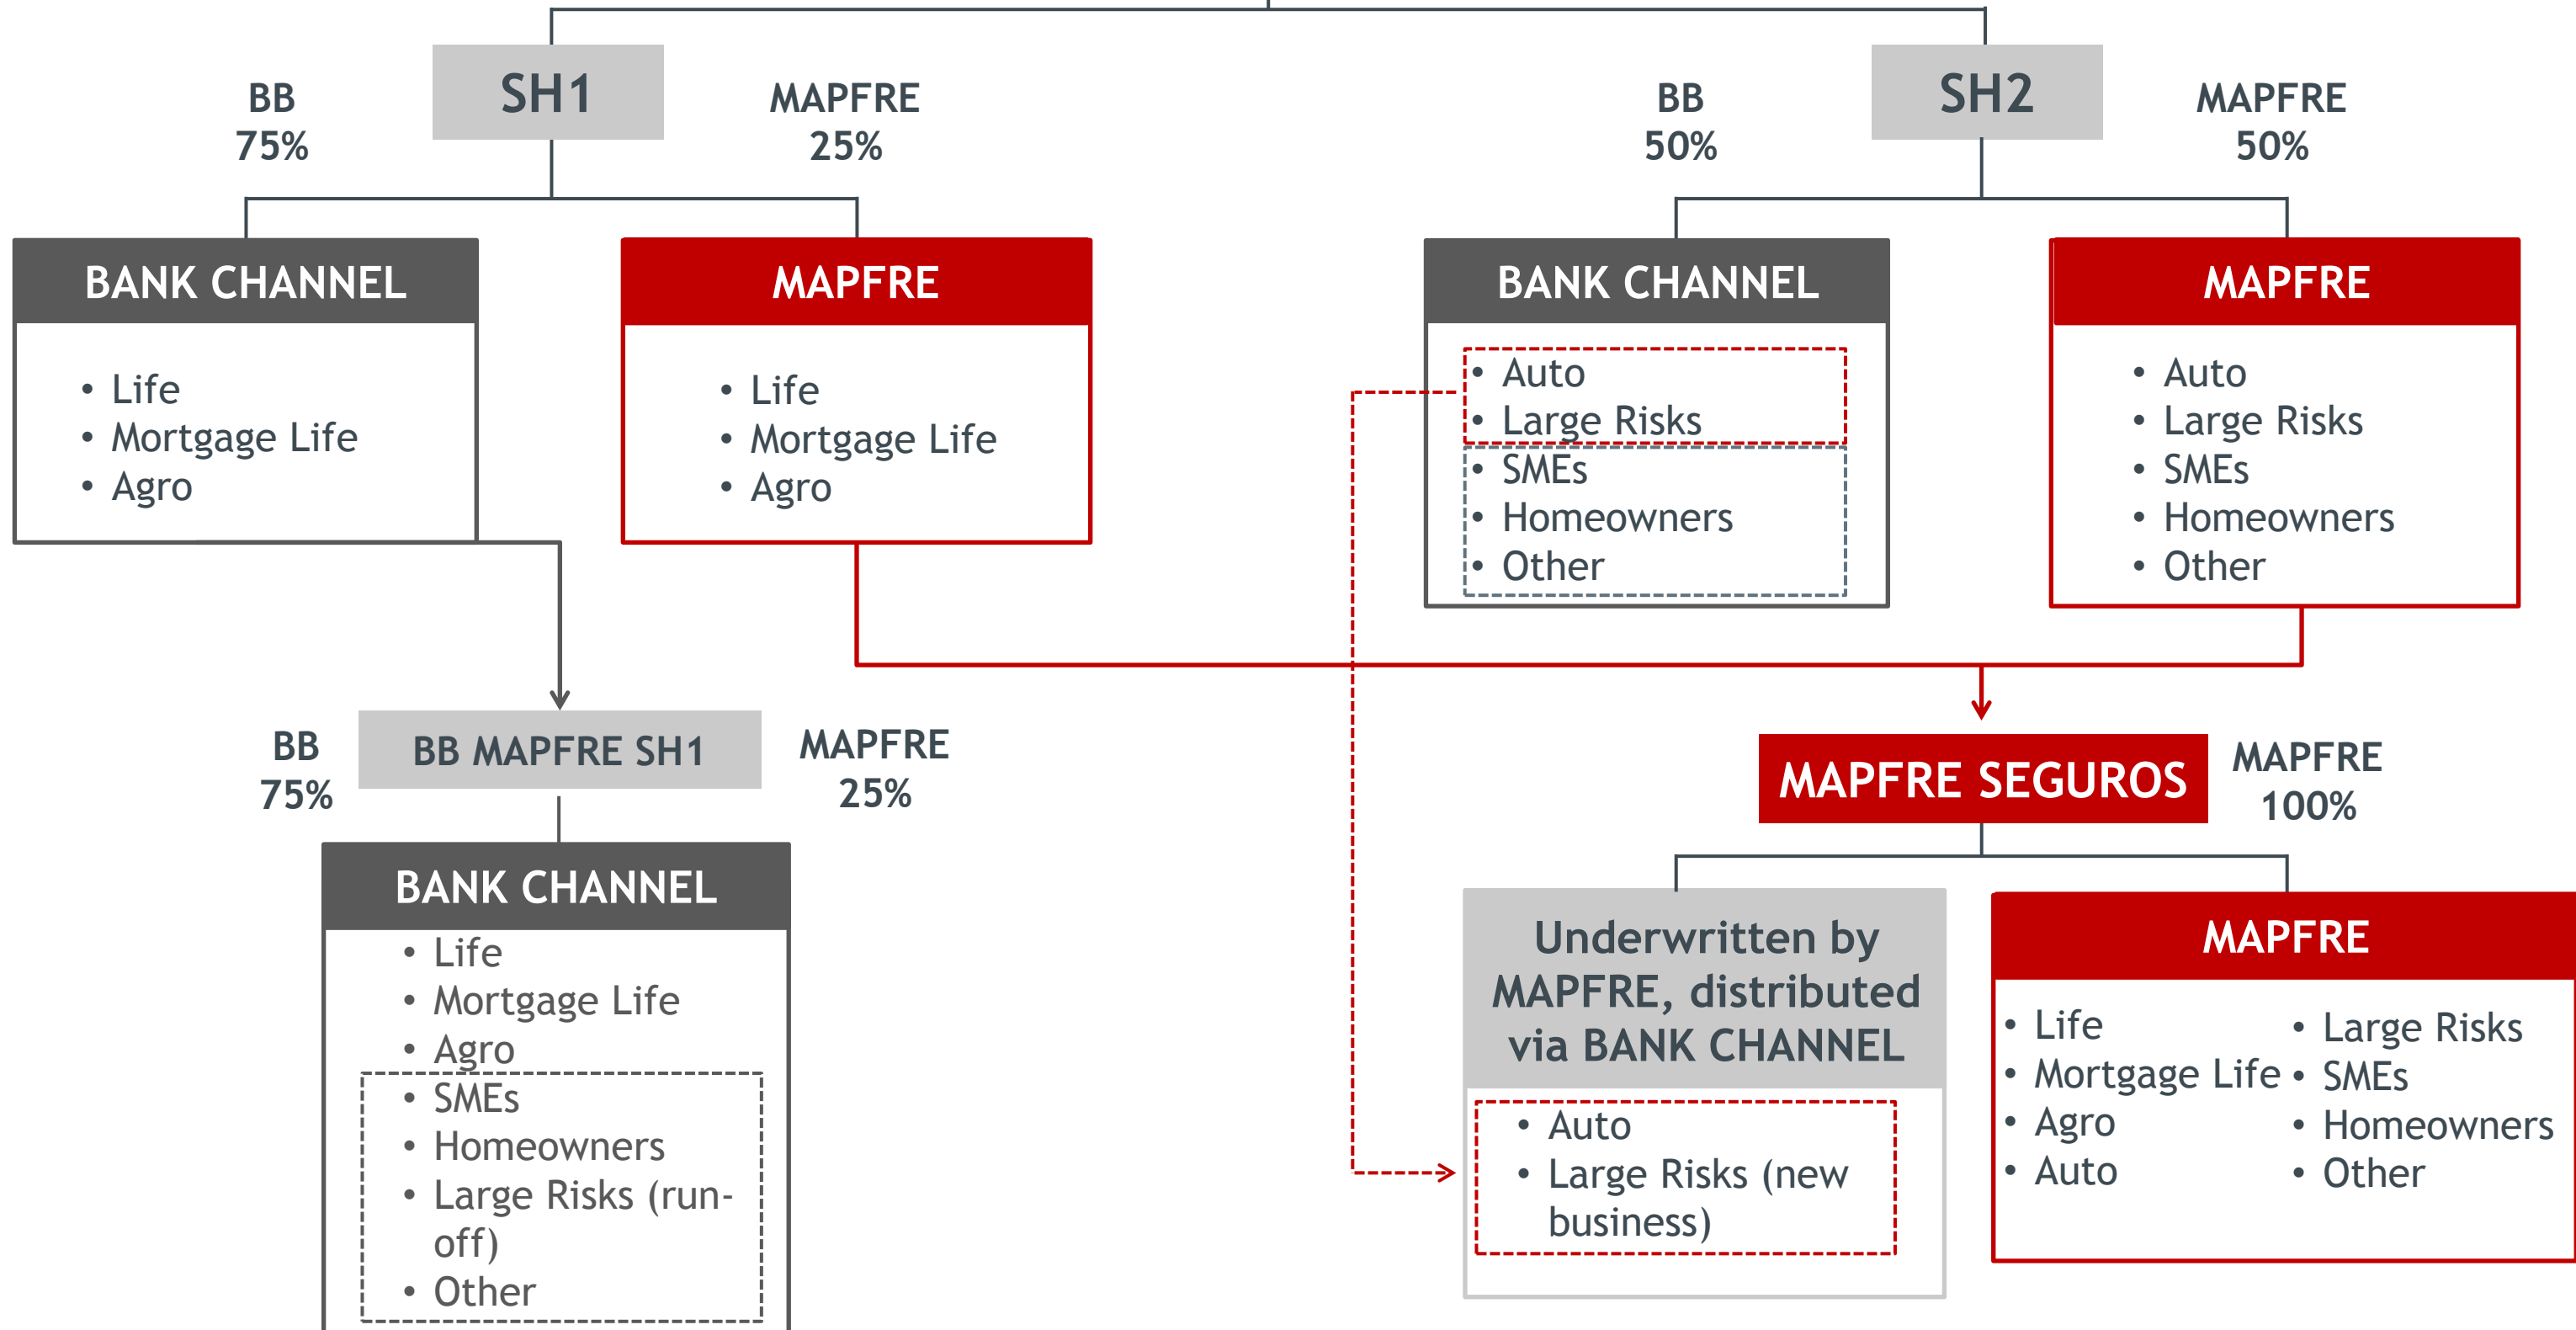 SH1
BB
75%
MAPFRE
25%
SH2
BB
50%
MAPFRE
50%
BANK CHANNEL
• Life
• Mortgage Life
• Agro
MAPFRE
• Life
• Mortgage Life
• Agro
BANK CHANNEL
• Auto
• Large Risks
• SMEs
• Homeowners
• Other
MAPFRE
• Auto
• Large Risks
• SMEs
• Homeowners
• Other
BB
75%
BB MAPFRE SH1
MAPFRE
25%
BANK CHANNEL
• Life
• Mortgage Life
• Agro
• SMEs
• Homeowners
• Large Risks (run-
off)
• Other
MAPFRE SEGUROS
MAPFRE
100%
Underwritten by
MAPFRE, distributed
via BANK CHANNEL
• Auto
• Large Risks (new
business)
MAPFRE
• Life
• Mortgage Life
• Agro
• Auto
• Large Risks
• SMEs
• Homeowners
• Other